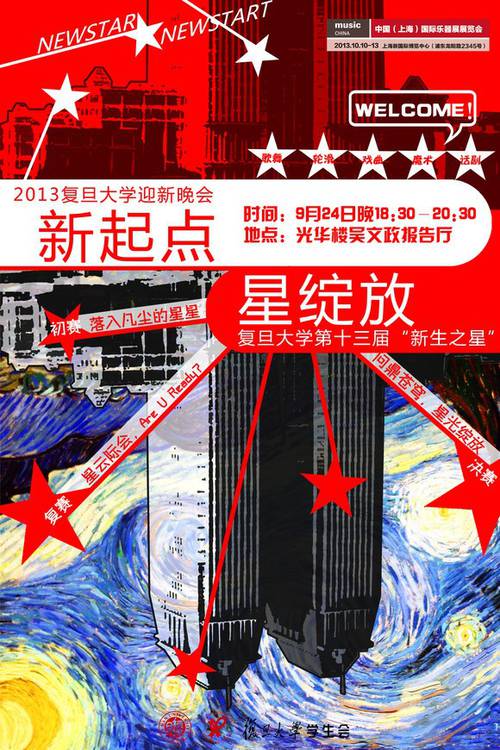 NEWSTART
NEWSTART
music
CHINA
中国（上海）国际乐器展览会
2013.10.10-13
上海新国际博览中心（浦东龙阳路2345号）
WELCOME!
歌舞
轮滑
戏曲
魔术
话剧
2013复旦大学迎新晚会
新起点
时间：9月24日晚18:30-20:30
地点：光华楼吴文政报告厅
星绽放
复旦大学第十三届“新生之星”
初赛 落入凡尘的星星
复赛 星云际会 Are U Ready?
问鼎苍穹，星光绽放 决赛
复旦大学学生会